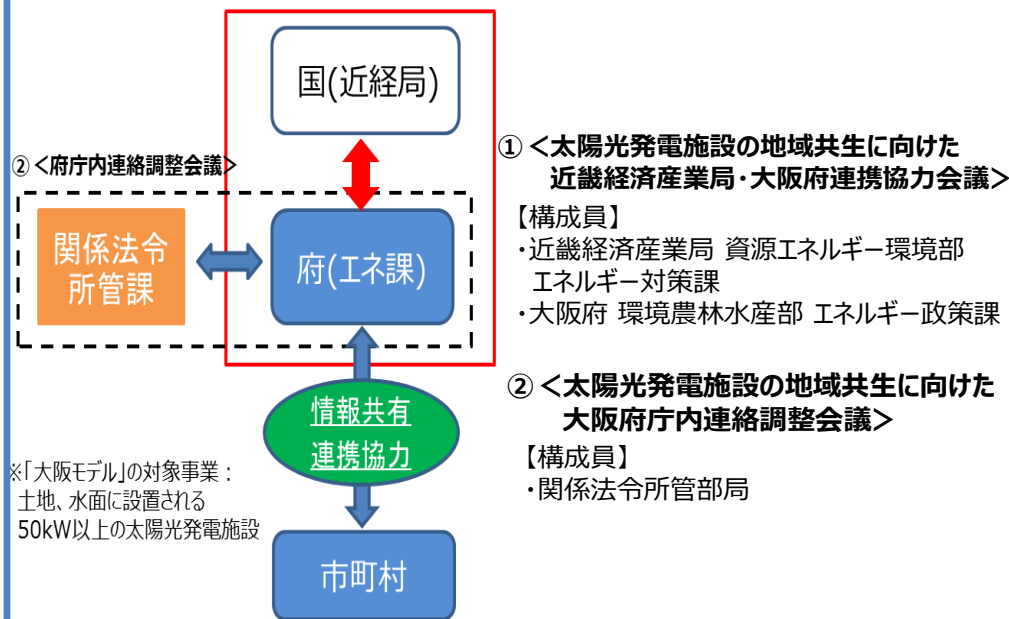 国(近経局)
②<府庁内連絡調整会議>
関係法令
所管課
府(エネ課)
情報共有
連携協力
※「大阪モデル」の対象事業：
土地、水面に設置される
50kW以上の太陽光発電施設
市町村
①<太陽光発電施設の地域共生に向けた
近畿経済産業局・大阪府連携協力会議>
【構成員】
・近畿経済産業局 資源エネルギー環境部
エネルギー対策課
・大阪府 環境農林水産部 エネルギー政策課
②<太陽光発電施設の地域共生に向けた
大阪府庁内連絡調整会議>
【構成員】
・関係法令所管部局